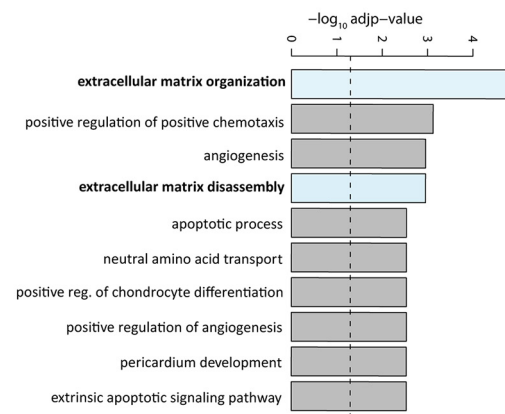 −log10 adjp−value
0 1 2 3 4
extracellular matrix organization
positive regulation of positive chemotaxis
angiogenesis
extracellular matrix disassembly
apoptotic process
neutral amino acid transport
positive reg. of chondrocyte differentiation
positive regulation of angiogenesis
pericardium development
extrinsic apoptotic signaling pathway